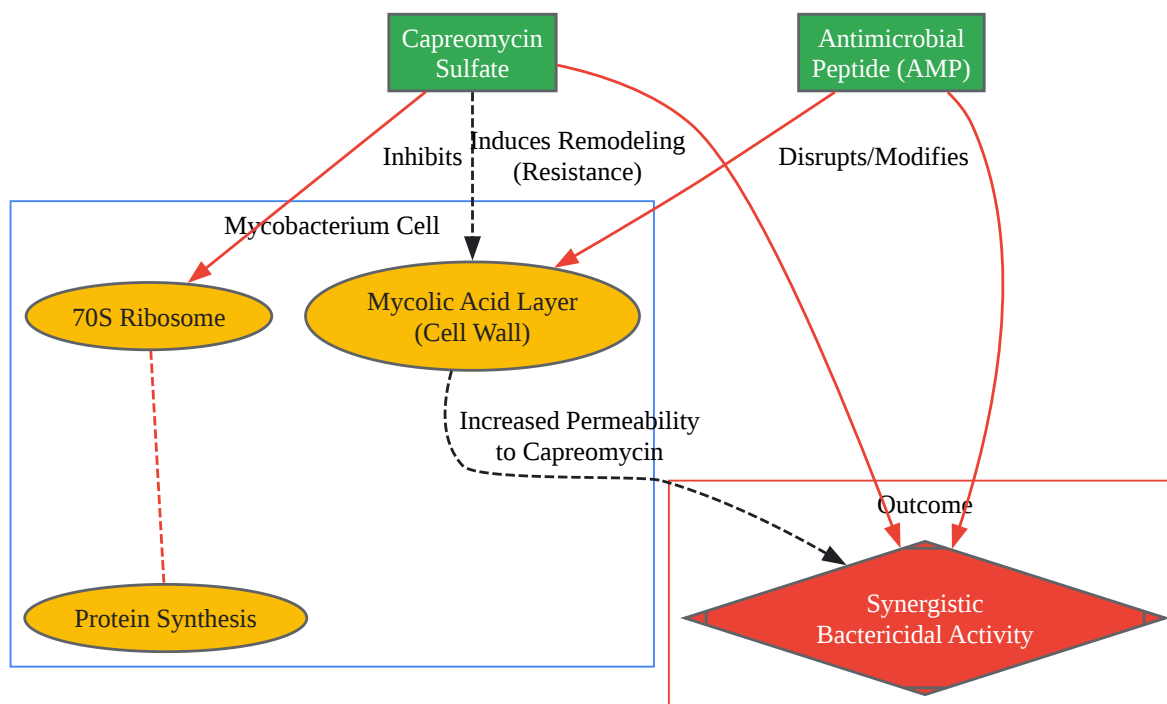 Capreomycin
Sulfate
Antimicrobial
Peptide (AMP)
Inhibits
Induces Remodeling
(Resistance)
Disrupts/Modifies
Mycobacterium Cell
70S Ribosome
Mycolic Acid Layer
(Cell Wall)
Increased Permeability
to Capreomycin
Outcome
Protein Synthesis
Synergistic
Bactericidal Activity